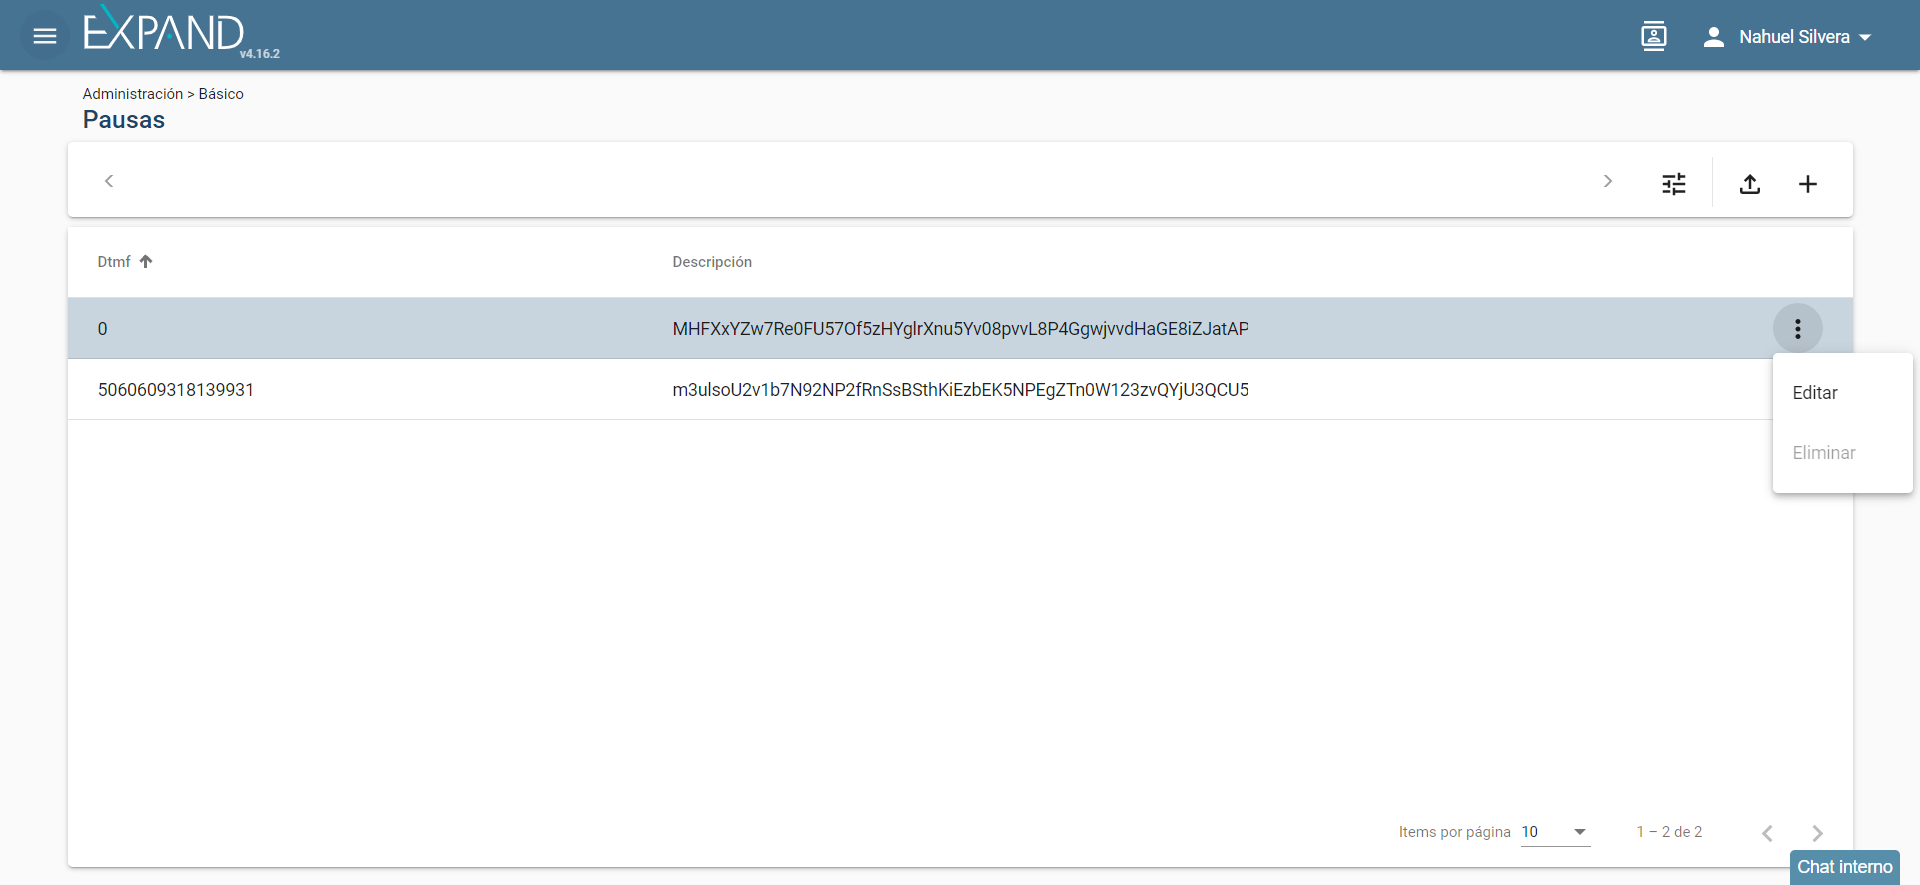 EXPAND v4.16.2
Nahuel Silvera
Administración > Básico
Pausas
Dtmf Descripción
0 MHFXxYZw7Re0FU57Of5zHYglrXnu5Yv08pvvL8P4GgwjvvdHaGE8iZJatAP
5060609318139931 m3ulsoU2v1b7N92NP2fRnSsBSthKiEzbEK5NPEgZTn0W123zvQYjU3QCU5
Editar
Eliminar
Items por página 10 1 – 2 de 2
Chat interno